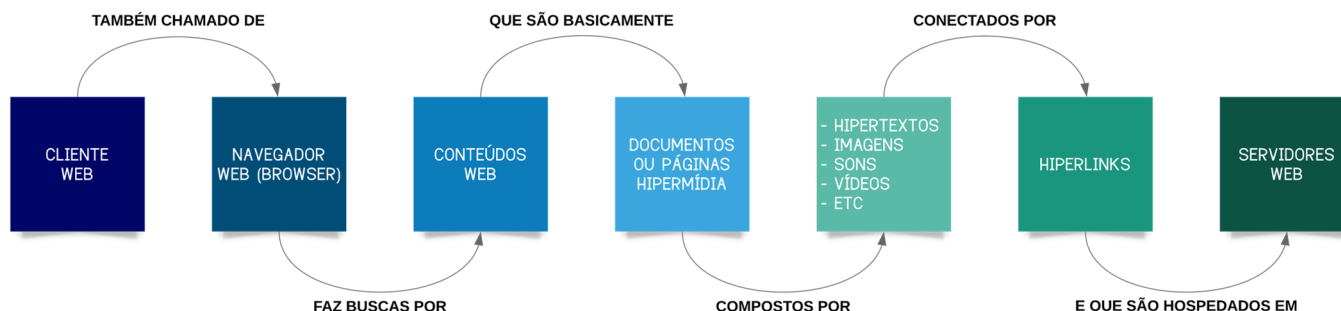 TAMBÉM CHAMADO DE
QUE SÃO BASICAMENTE
CONECTADOS POR
CLIENTE
WEB
NAVEGADOR
WEB (BROWSER)
CONTEÚDOS
WEB
DOCUMENTOS
OU PÁGINAS
HIPERMÍDIA
- HIPERTEXTOS
- IMAGENS
- SONS
- VÍDEOS
- ETC
HIPERLINKS
SERVIDORES
WEB
FAZ BUSCAS POR
COMPOSTOS POR
E QUE SÃO HOSPEDADOS EM